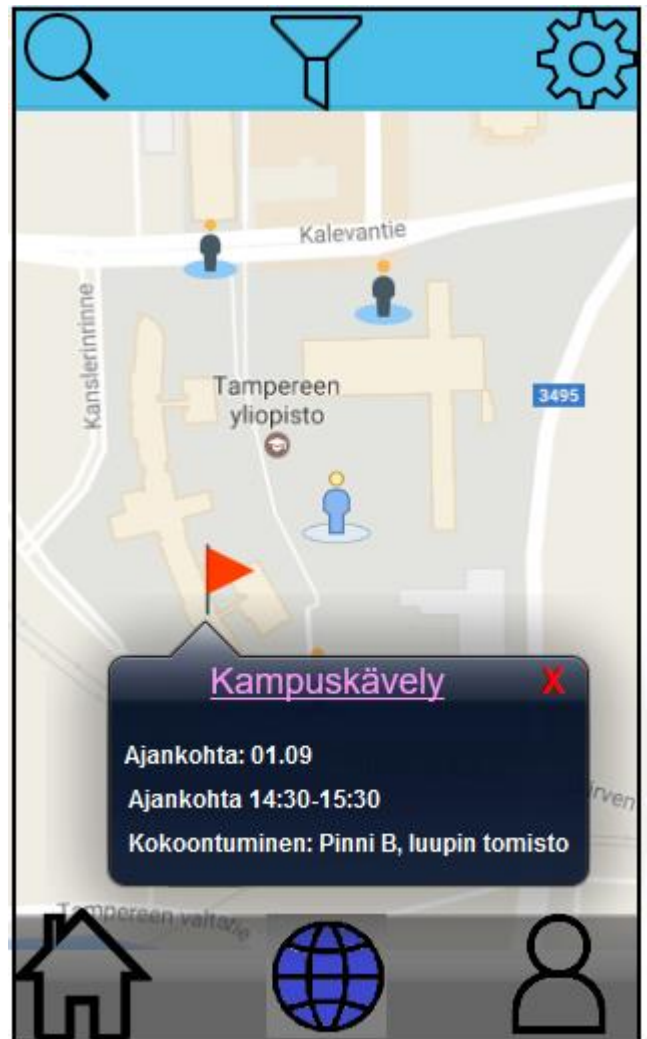 Kalevantie
Kanslerinrinne
Tampereen
yliopisto
3495
Kampuskävely X
Ajankohta: 01.09
Ajankohta 14:30-15:30
Kokoontuminen: Pinni B, luupin tomisto
Tampereen valtatie